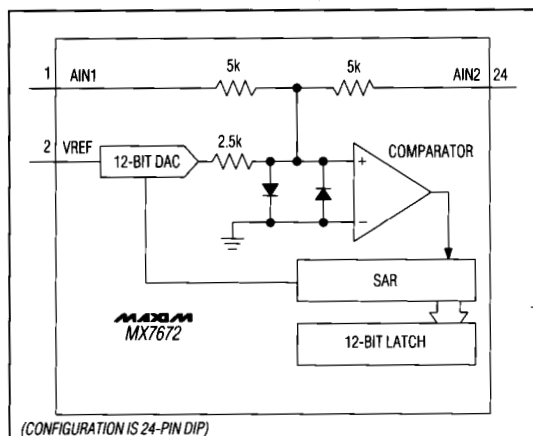 5k 5k
1 AIN1 AIN2 24
2 VREF 12-BIT DAC 2.5k + COMPARATOR
−
SAR
MAXIM
MX7672
12-BIT LATCH
(CONFIGURATION IS 24-PIN DIP)